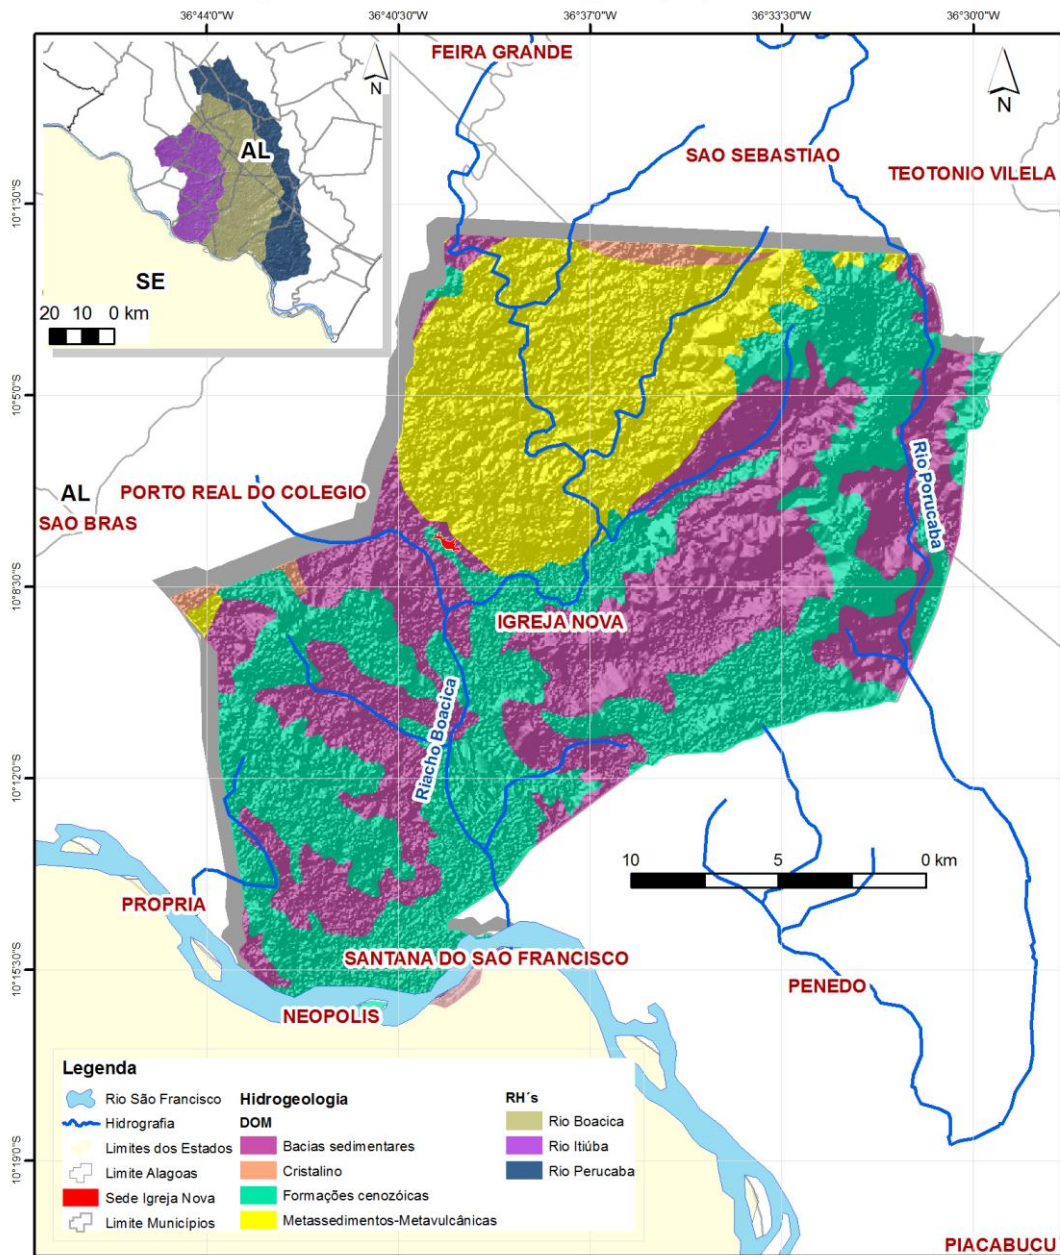 36°44'0"W 36°40'30"W 36°37'0"W 36°33'30"W 36°30'0"W
FEIRA GRANDE
N
N
SAO SEBASTIAO
TEOTONIO VILELA
AL
SE
20 10 0 km
10°1'30"S
10°5'0"S
10°8'30"S
10°12'0"S
10°15'30"S
10°19'0"S
AL
PORTO REAL DO COLEGIO
SAO BRAS
Rio Porucaba
IGREJA NOVA
Riacho Boacica
10 5 0 km
PROPRIA
SANTANA DO SAO FRANCISCO
PENEDO
NEOPOLIS
Legenda
Rio São Francisco
Hidrografia
Limites dos Estados
Limite Alagoas
Sede Igreja Nova
Limite Municípios
Hidrogeologia
DOM
Bacias sedimentares
Cristalino
Formações cenozóicas
Metassedimentos-Metavulcânicas
RH´s
Rio Boacica
Rio Itiúba
Rio Perucaba
PIACABUCU